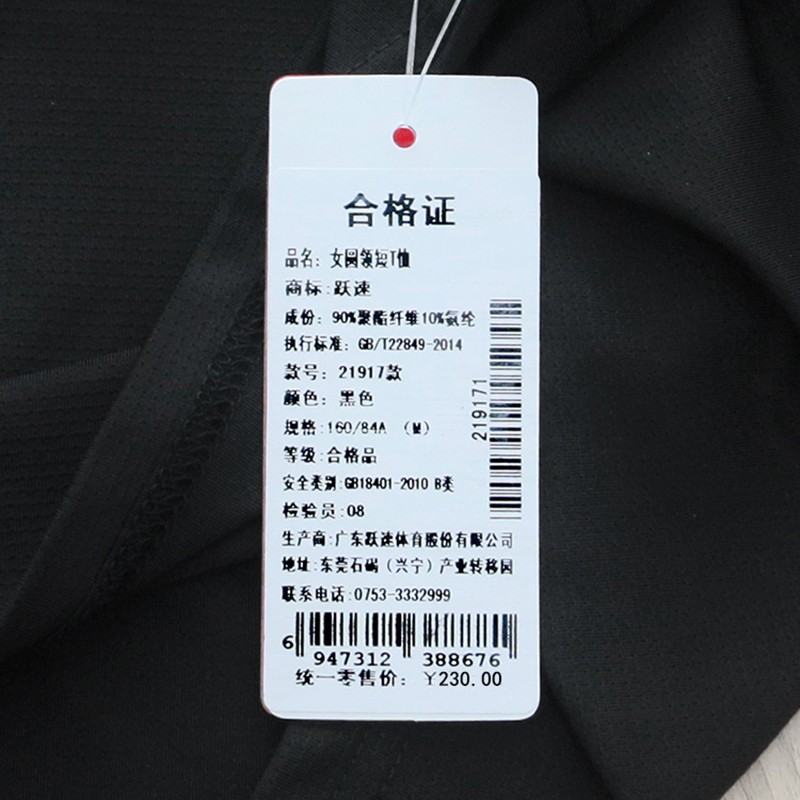 合格证
品名：女圆领短T恤
商标：跃速
成份：90%聚酯纤维10%氨纶
执行标准：GB/T22849-2014
款号：21917款
颜色：黑色
规格:160/84A （M）
等级:合格品
安全类别:GB18401-2010 B类
检验员:08
生产商:广东跃速体育股份有限公司
地址:东莞石碣（兴宁）产业转移园
联系电话:0753-3332999
219171
6 947312 388676
统一零售价：￥230.00